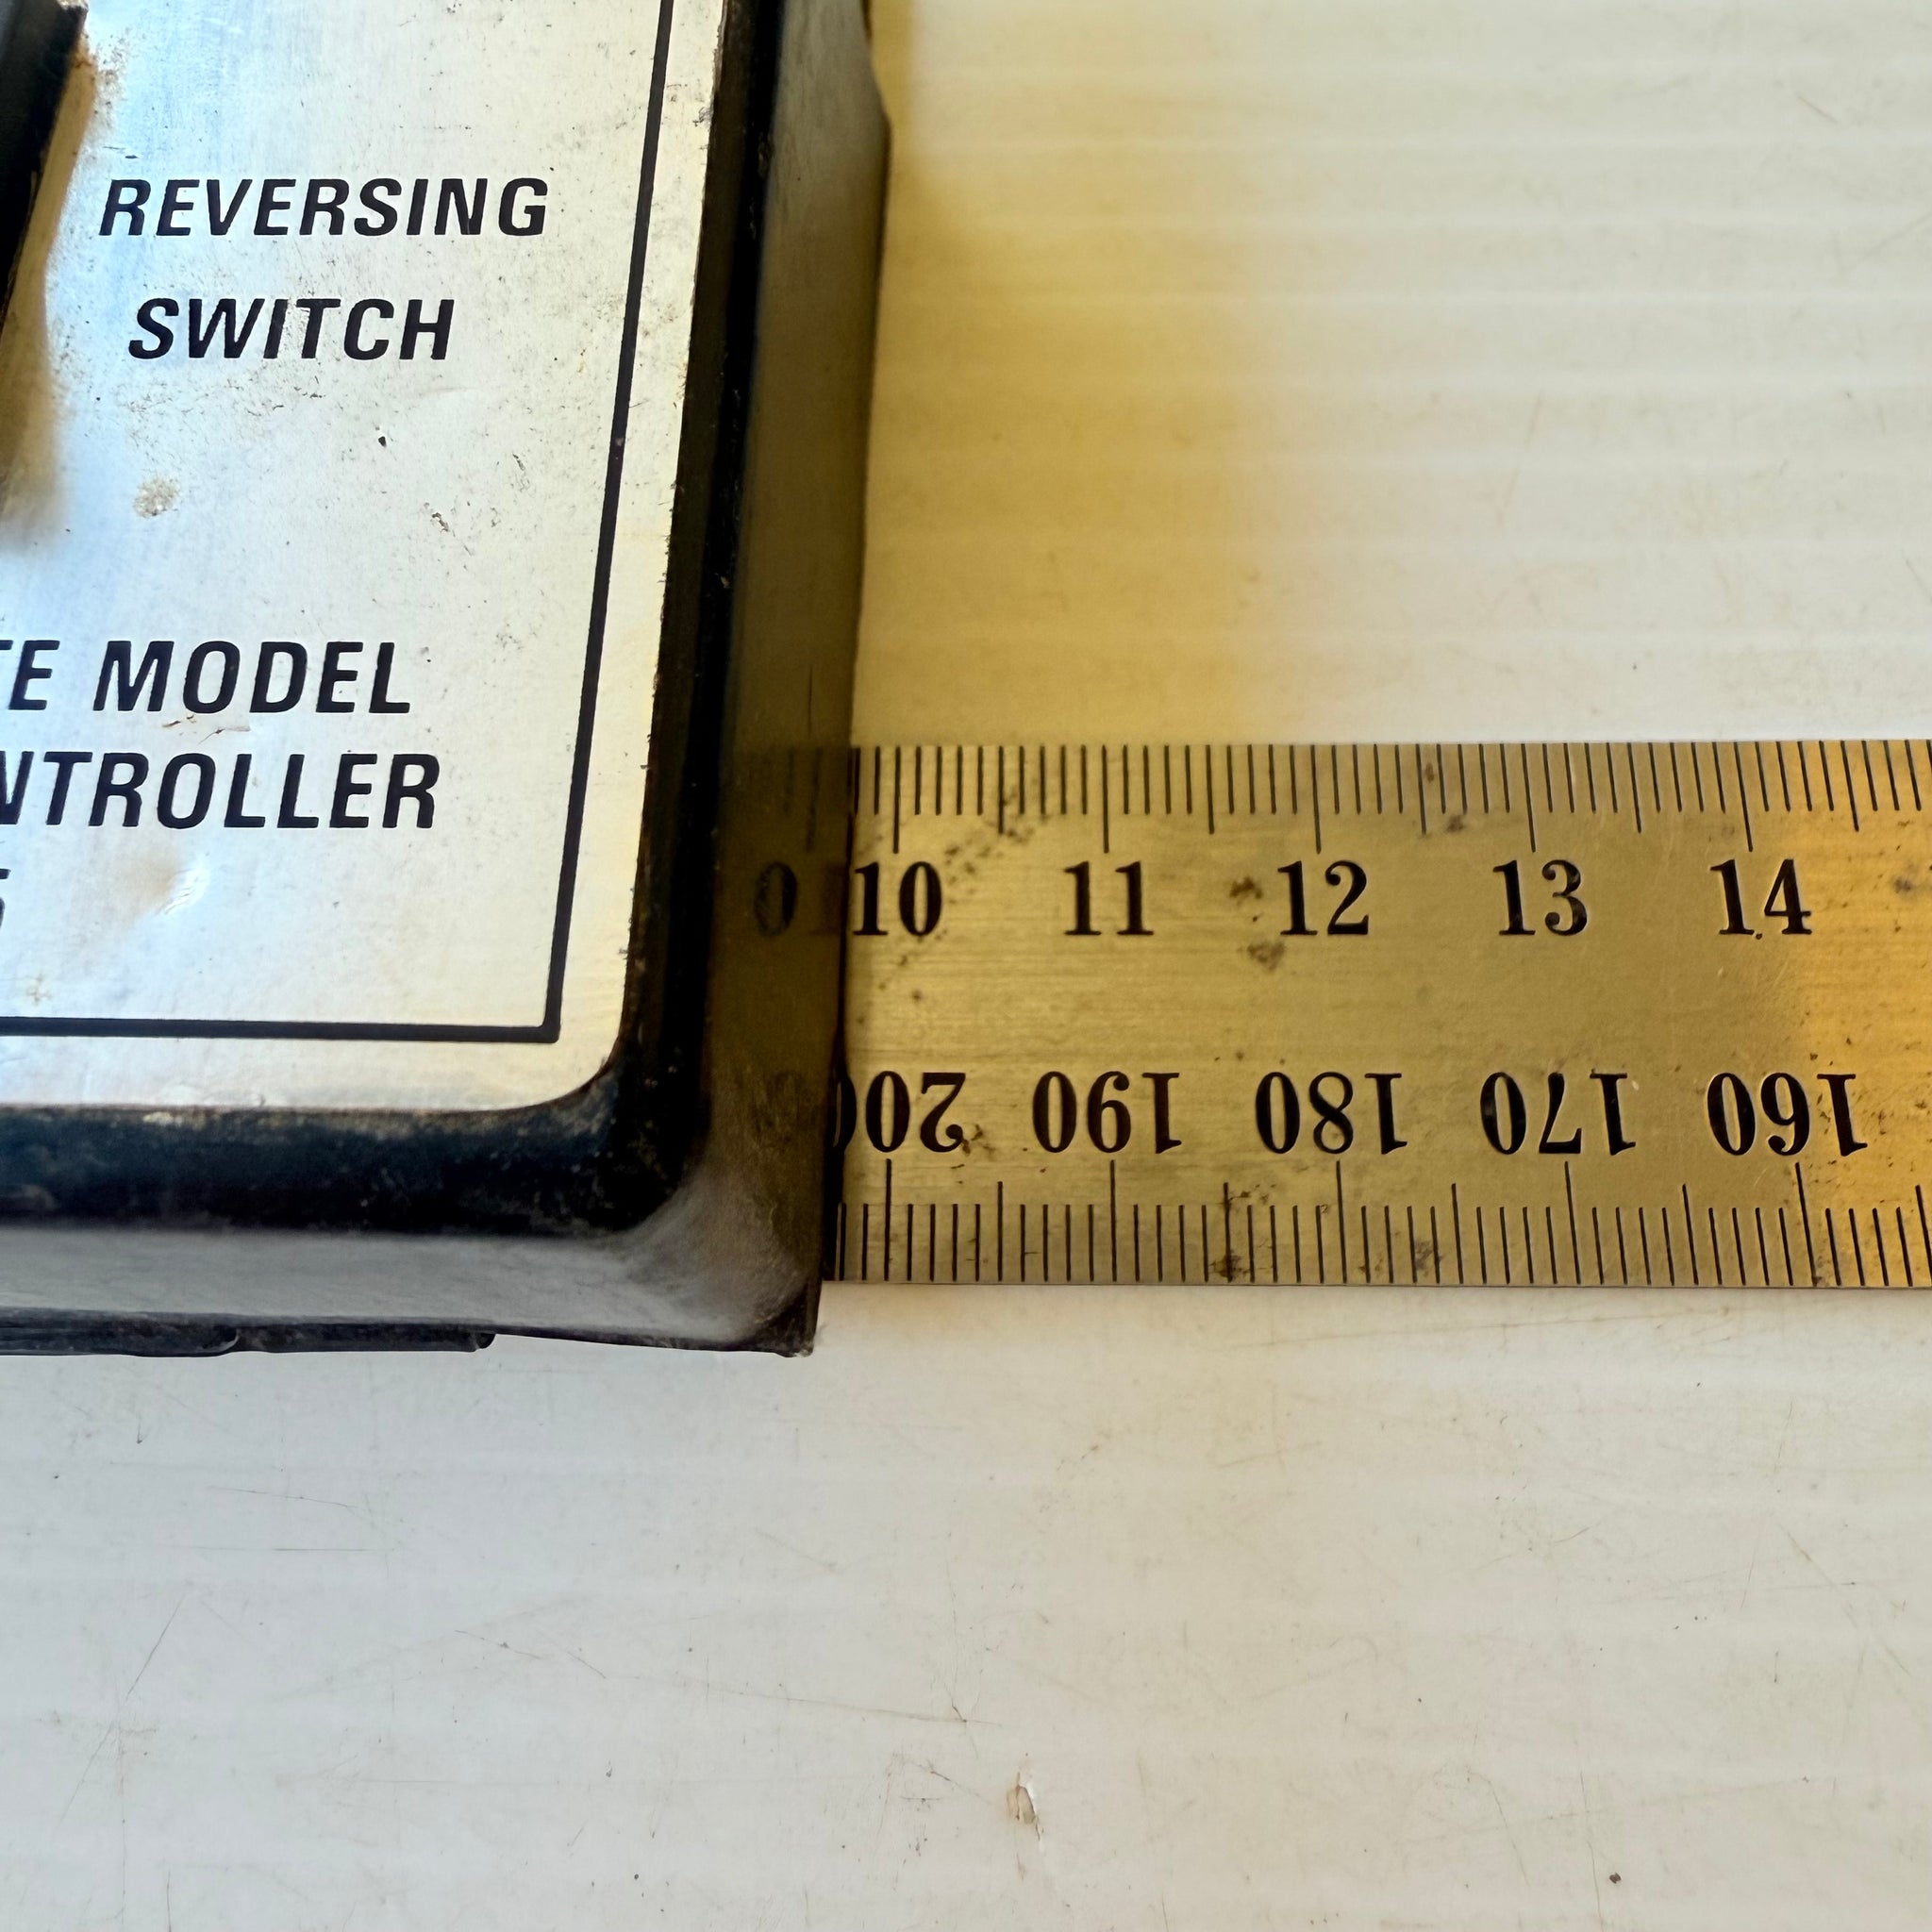 REVERSING
SWITCH
TE MODEL
NTROLLER
10 11 12 13 14
200 190 180 170 160